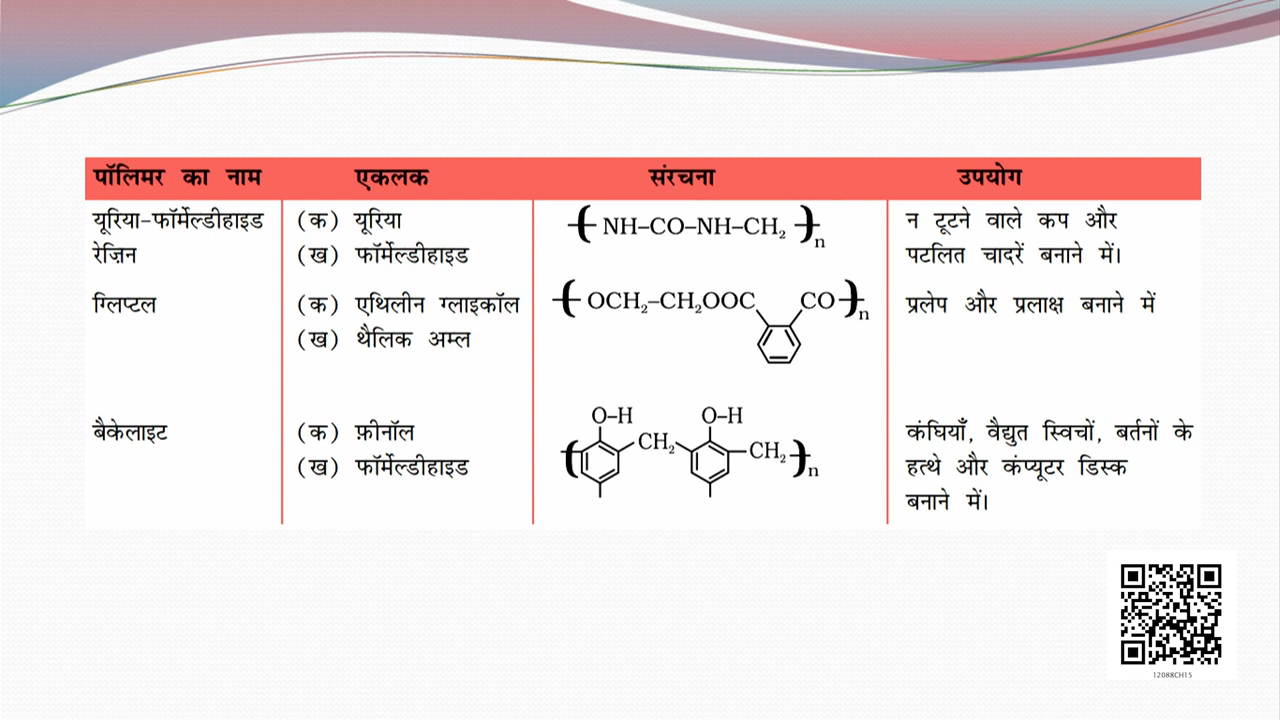 पॉलिमर का नाम एकलक संरचना उपयोग
यूरिया-फॉर्मेल्डीहाइड (क) यूरिया ( NH–CO–NH–CH₂ )n न टूटने वाले कप और
रेज़िन (ख) फॉर्मेल्डीहाइड पटलित चादरें बनाने में।
ग्लिप्टल (क) एथिलीन ग्लाइकॉल ( OCH₂–CH₂OOC CO )n प्रलेप और प्रलाक्ष बनाने में
(ख) थैलिक अम्ल
O–H O–H
बैकेलाइट (क) फ़ीनॉल CH₂ CH₂ कंघियाँ, वैद्युत स्विचों, बर्तनों के
(ख) फॉर्मेल्डीहाइड ( )n हत्थे और कंप्यूटर डिस्क
बनाने में।
12088CH15